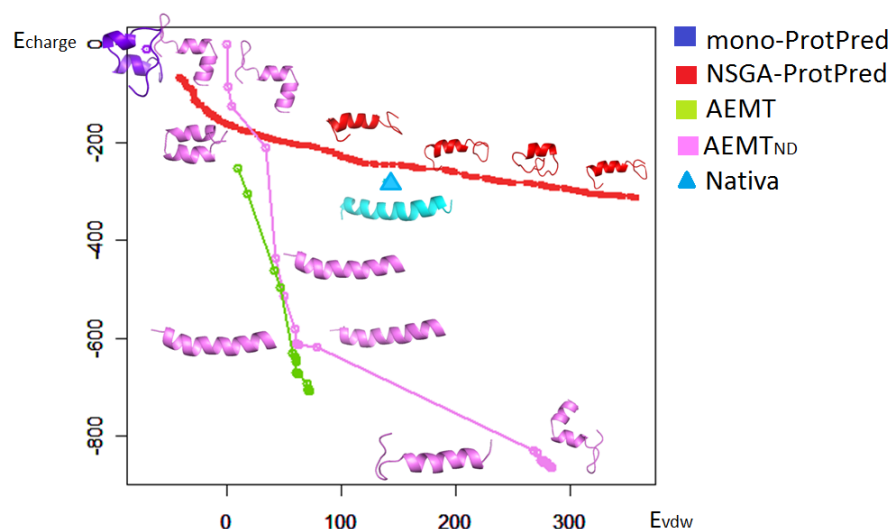 Echarge
0
-200
-400
-600
-800
0
100
200
300
Evdw
mono-ProtPred
NSGA-ProtPred
AEMT
AEMTND
Nativa